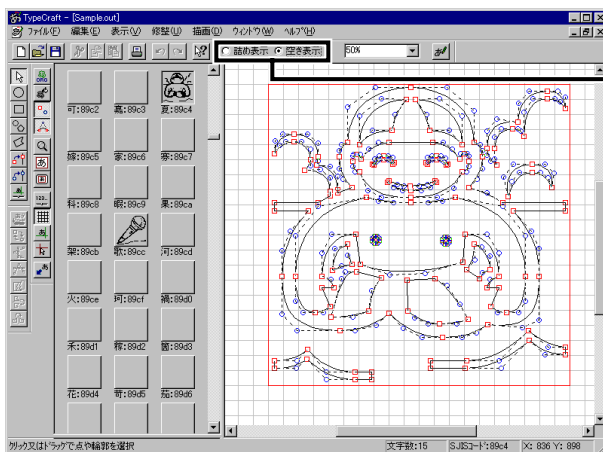 TypeCraft - [Sample.out]
ファイル(F) 編集(E) 表示(V) 修整(U) 描画(D) ウィンドウ(W) ヘルプ(H)
詰め表示 空き表示 50%
可:89c2 嘉:89c3 夏:89c4
嫁:89c5 家:89c6 寡:89c7
科:89c8 暇:89c9 果:89ca
架:89cb 歌:89cc 河:89cd
火:89ce 珂:89cf 禍:89d0
禾:89d1 稼:89d2 箇:89d3
花:89d4 苛:89d5 茄:89d6
クリック又はドラッグで点や輪郭を選択 文字数:15 SJISコード:89c4 X: 836 Y: 898